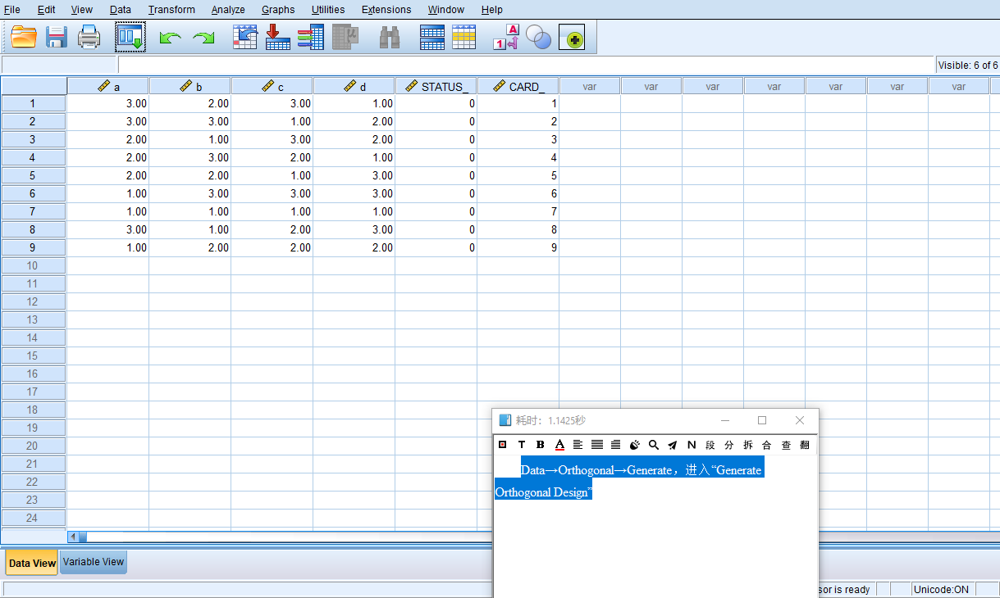 File Edit View Data Transform Analyze Graphs Utilities Extensions Window Help
A
1
Visible: 6 of 6
a b c d STATUS_ CARD_ var var var var var var var
1 3.00 2.00 3.00 1.00 0 1
2 3.00 3.00 1.00 2.00 0 2
3 2.00 1.00 3.00 2.00 0 3
4 2.00 3.00 2.00 1.00 0 4
5 2.00 2.00 1.00 3.00 0 5
6 1.00 3.00 3.00 3.00 0 6
7 1.00 1.00 1.00 1.00 0 7
8 3.00 1.00 2.00 3.00 0 8
9 1.00 2.00 2.00 2.00 0 9
10
11
12
13
14
15
16
17
18
19
20
21
22
23
24
耗时：1.1425秒
T B A N 段 分 拆 合 查 翻
Data→Orthogonal→Generate，进入“Generate
Orthogonal Design”
Data View Variable View
sor is ready Unicode:ON